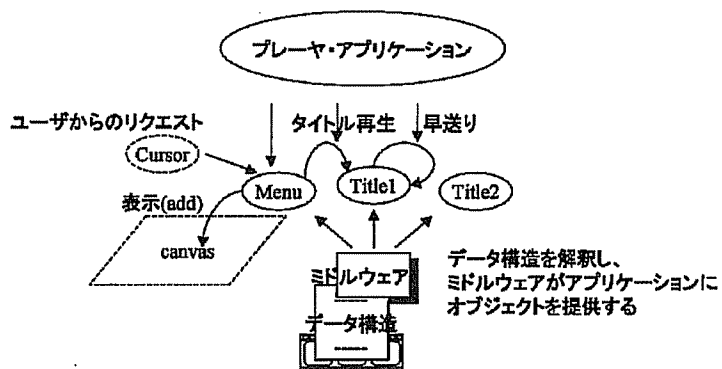 プレーヤ・アプリケーション
ユーザからのリクエスト
タイトル再生
早送り
Cursor
Menu
Title1
Title2
表示(add)
canvas
ミドルウェア
データ構造
データ構造を解釈し、
ミドルウェアがアプリケーションに
オブジェクトを提供する